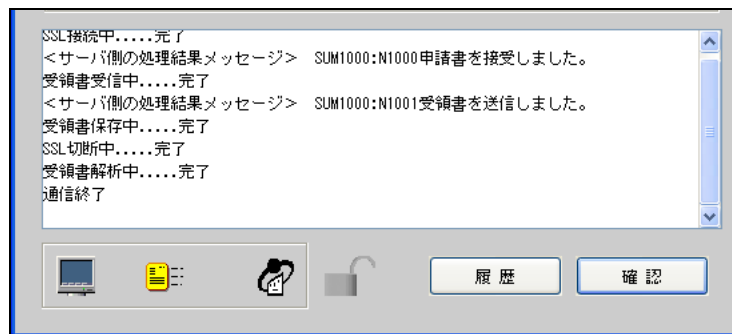 SSL接続中.....完了
<サーバ側の処理結果メッセージ> SUM1000:N1000申請書を接受しました。
受領書受信中.....完了
<サーバ側の処理結果メッセージ> SUM1000:N1001受領書を送信しました。
受領書保存中.....完了
SSL切断中.....完了
受領書解析中.....完了
通信終了
履歴 確認